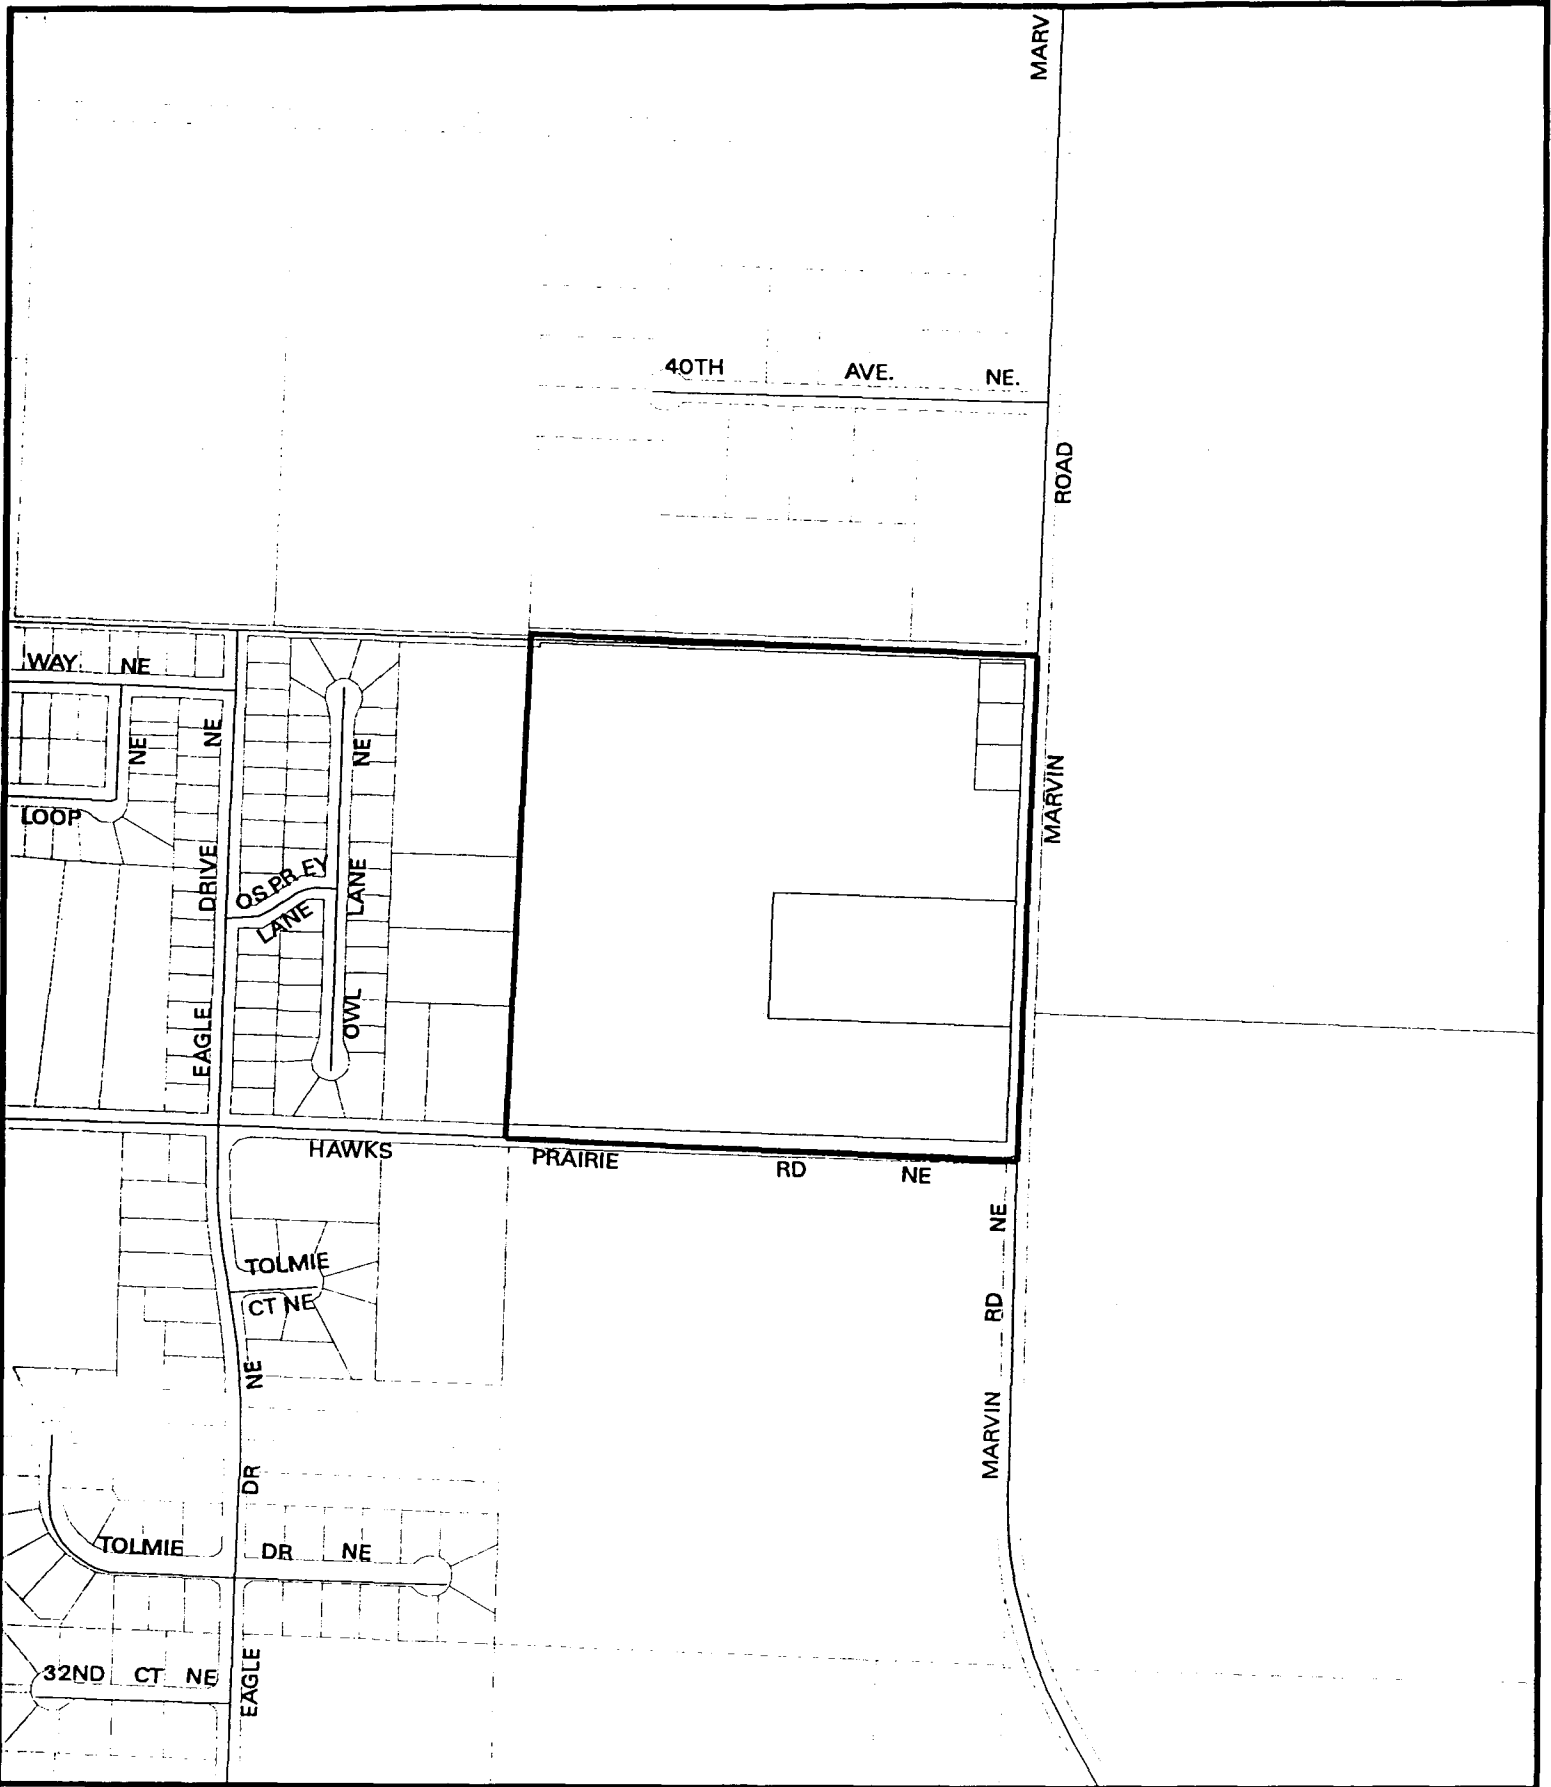 MARV
40TH AVE. NE.
ROAD
WAY NE
NE
NE
NE
MARVIN
LOOP
DRIVE
OSPREY
LANE
LANE
OWL
EAGLE
HAWKS PRAIRIE RD NE
NE
TOLMIE
CT NE
RD
NE
MARVIN
DR
TOLMIE DR NE
32ND CT NE
EAGLE